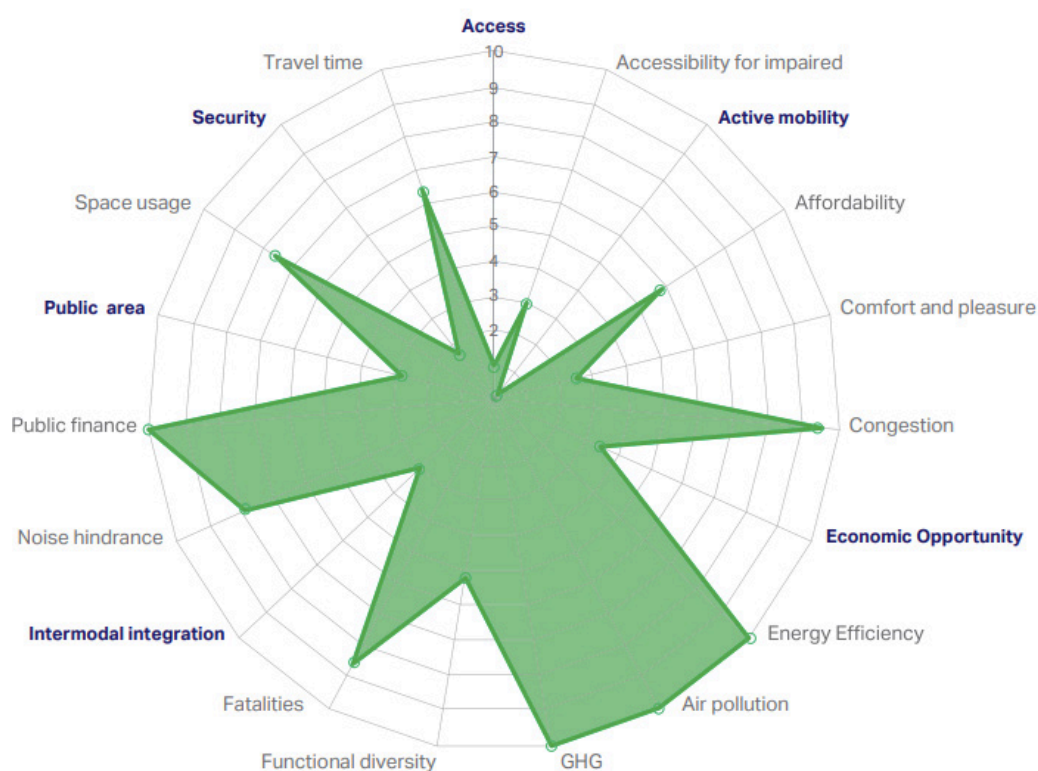 Access
Travel time
10
Accessibility for impaired
Security
9
Active mobility
8
7
Space usage
6
Affordability
5
4
Public area
3
Comfort and pleasure
2
Public finance
Congestion
Noise hindrance
Economic Opportunity
Intermodal integration
Energy Efficiency
Fatalities
Air pollution
Functional diversity
GHG